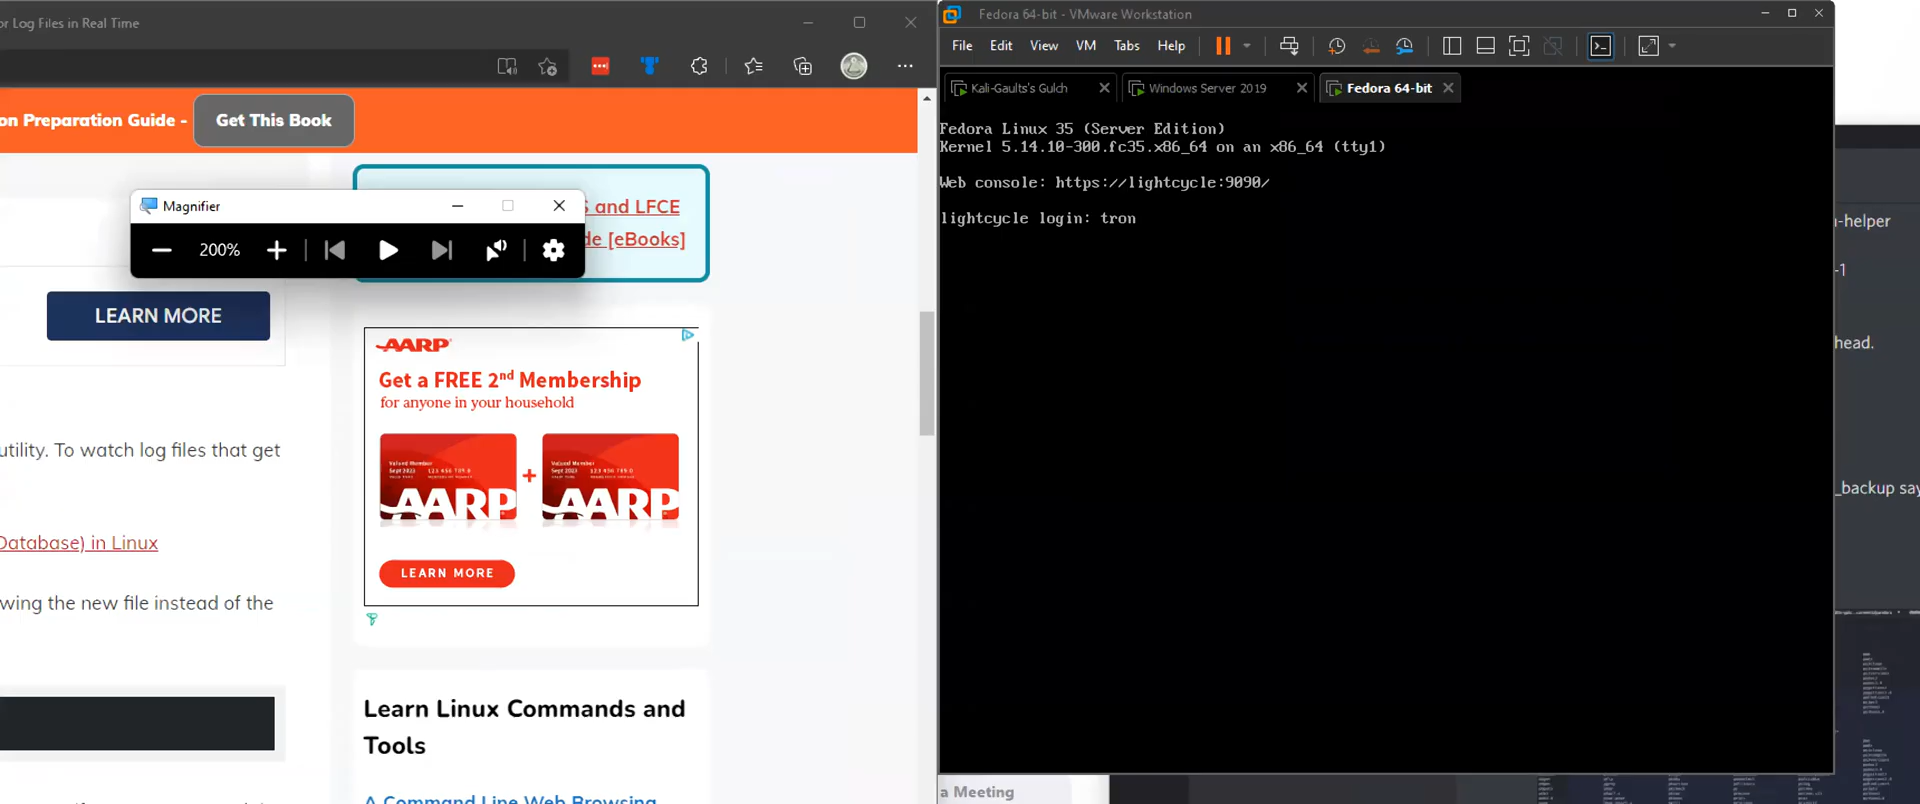 or Log Files in Real Time
on Preparation Guide -
Get This Book
S and LFCE
de [eBooks]
Magnifier
200%
LEARN MORE
AARP
Get a FREE 2nd Membership
for anyone in your household
Valued Member
Valued Member
AARP
+
AARP
LEARN MORE
utility. To watch log files that get
Database) in Linux
wing the new file instead of the
Learn Linux Commands and
Tools
A Command Line Web Browsing
Fedora 64-bit - VMware Workstation
File Edit View VM Tabs Help
Kali-Gaults's Gulch
Windows Server 2019
Fedora 64-bit
Fedora Linux 35 (Server Edition)
Kernel 5.14.10-300.fc35.x86_64 on an x86_64 (tty1)
Web console: https://lightcycle:9090/
lightcycle login: tron
-helper
-1
head.
_backup say
a Meeting